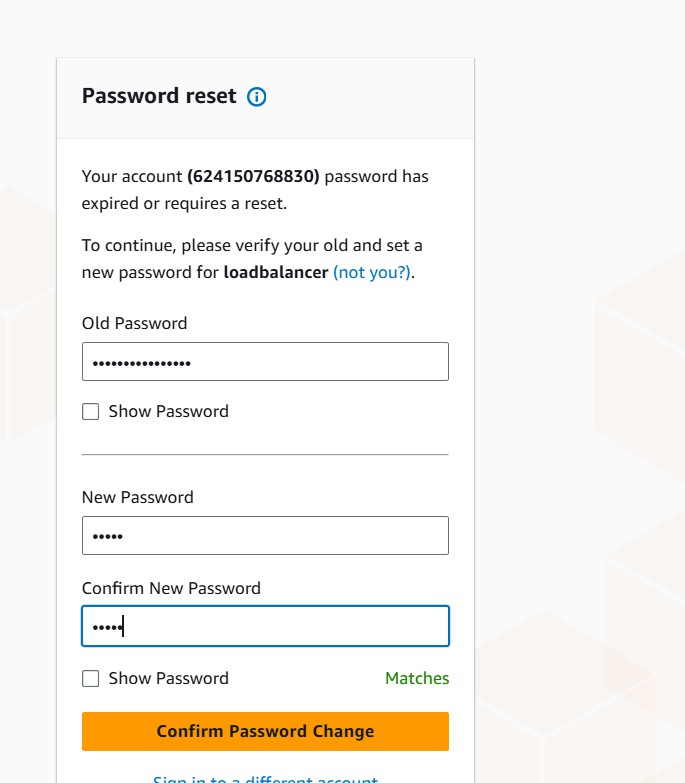 Password reset
Your account (624150768830) password has
expired or requires a reset.
To continue, please verify your old and set a
new password for loadbalancer (not you?).
Old Password
••••••••••••••••
Show Password
New Password
•••••
Confirm New Password
•••••
Show Password Matches
Confirm Password Change
Sign in to a different account